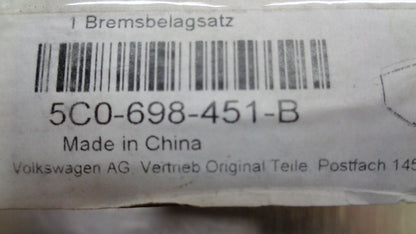 1 Bremsbelagsatz
5C0-698-451-B
Made in China
Volkswagen AG Vertrieb Original Teile Postfach 145